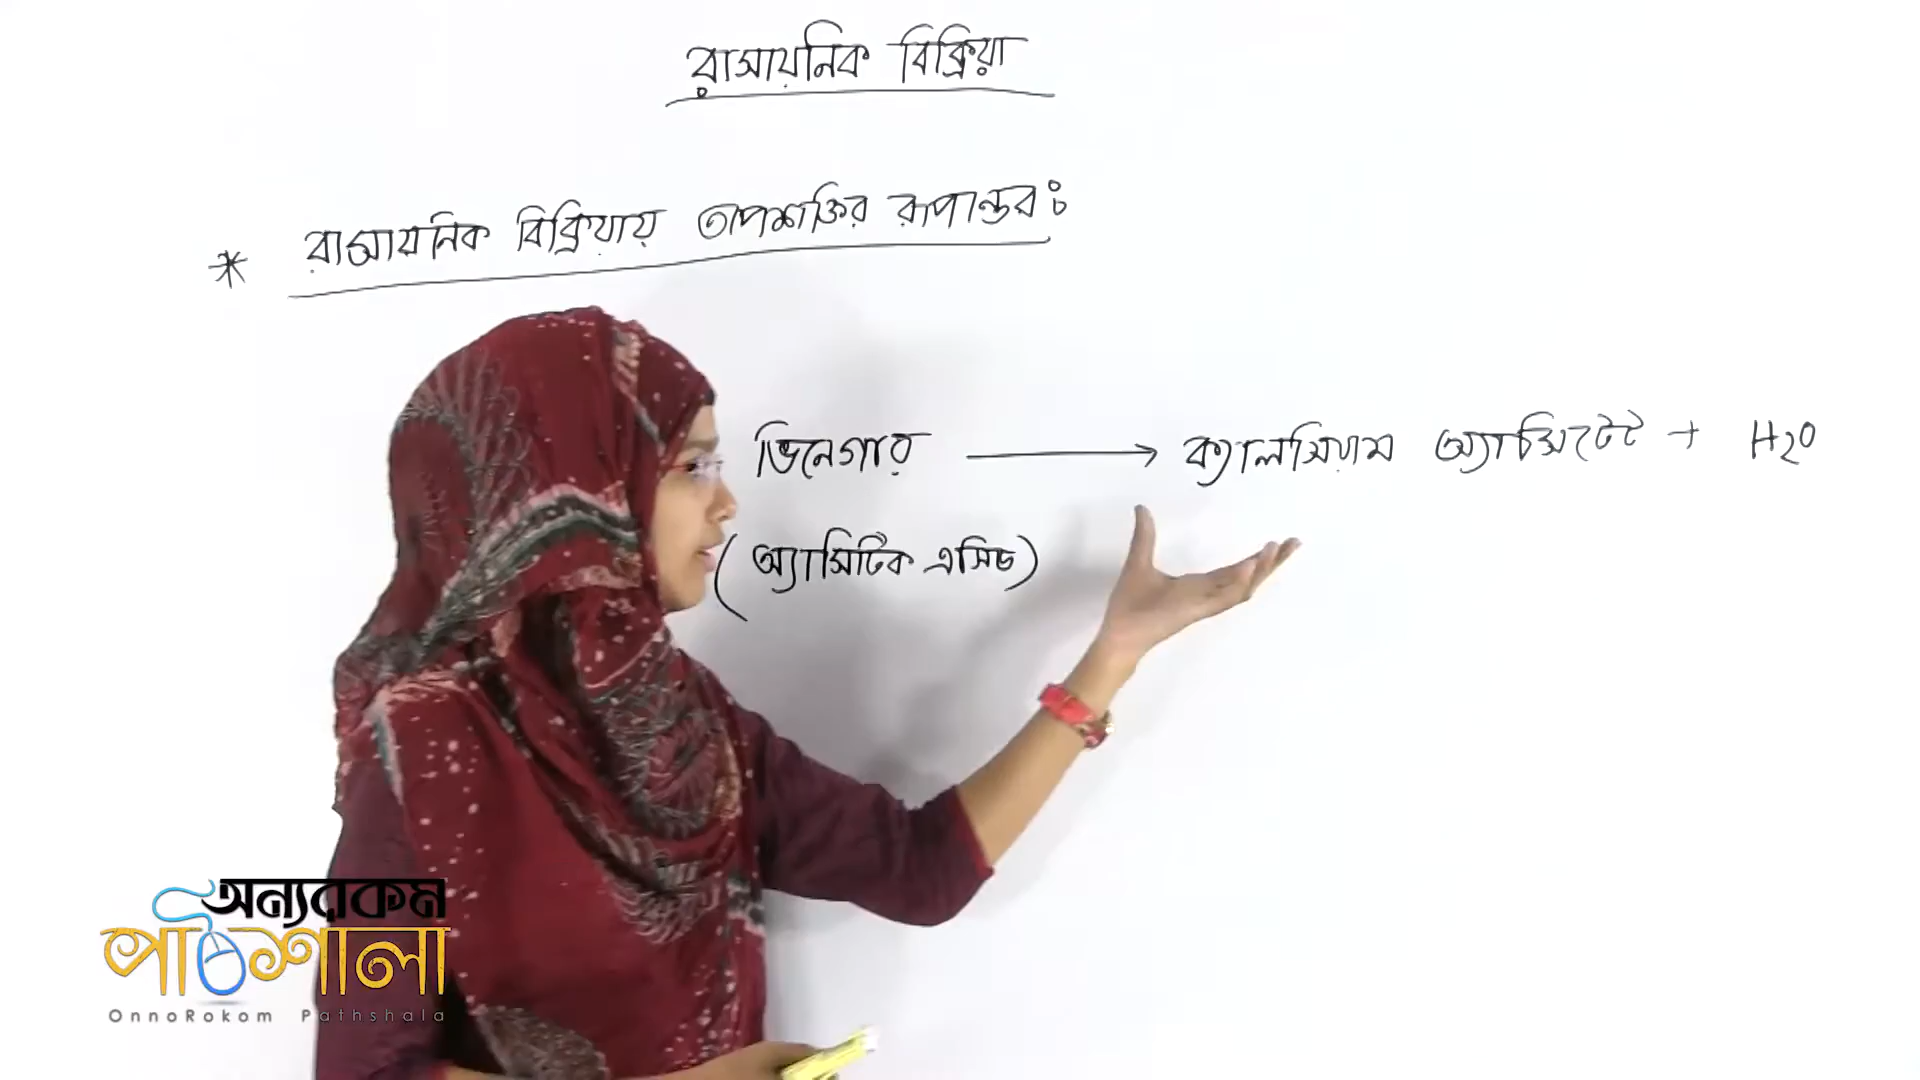 রাসায়নিক বিক্রিয়া
* রাসায়নিক বিক্রিয়ায় তাপশক্তির রূপান্তরঃ
ভিনেগার ⟶ ক্যালসিয়াম অ্যাসিটেট + H2O
(অ্যাসিটিক এসিড)
অন্যরকম
পাঠশালা
OnnoRokom Pathshala